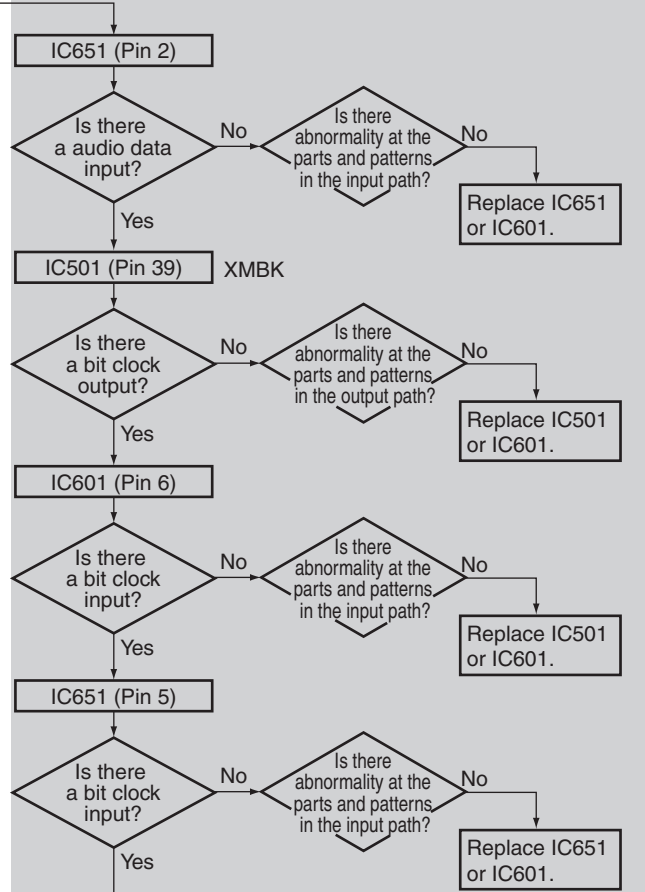 IC651 (Pin 2)
Is there
a audio data
input?
No
Is there
abnormality at the
parts and patterns
in the input path?
No
Replace IC651
or IC601.
Yes
IC501 (Pin 39)
XMBK
Is there
a bit clock
output?
No
Is there
abnormality at the
parts and patterns
in the output path?
No
Replace IC501
or IC601.
Yes
IC601 (Pin 6)
Is there
a bit clock
input?
No
Is there
abnormality at the
parts and patterns
in the input path?
No
Replace IC501
or IC601.
Yes
IC651 (Pin 5)
Is there
a bit clock
input?
No
Is there
abnormality at the
parts and patterns
in the input path?
No
Replace IC651
or IC601.
Yes